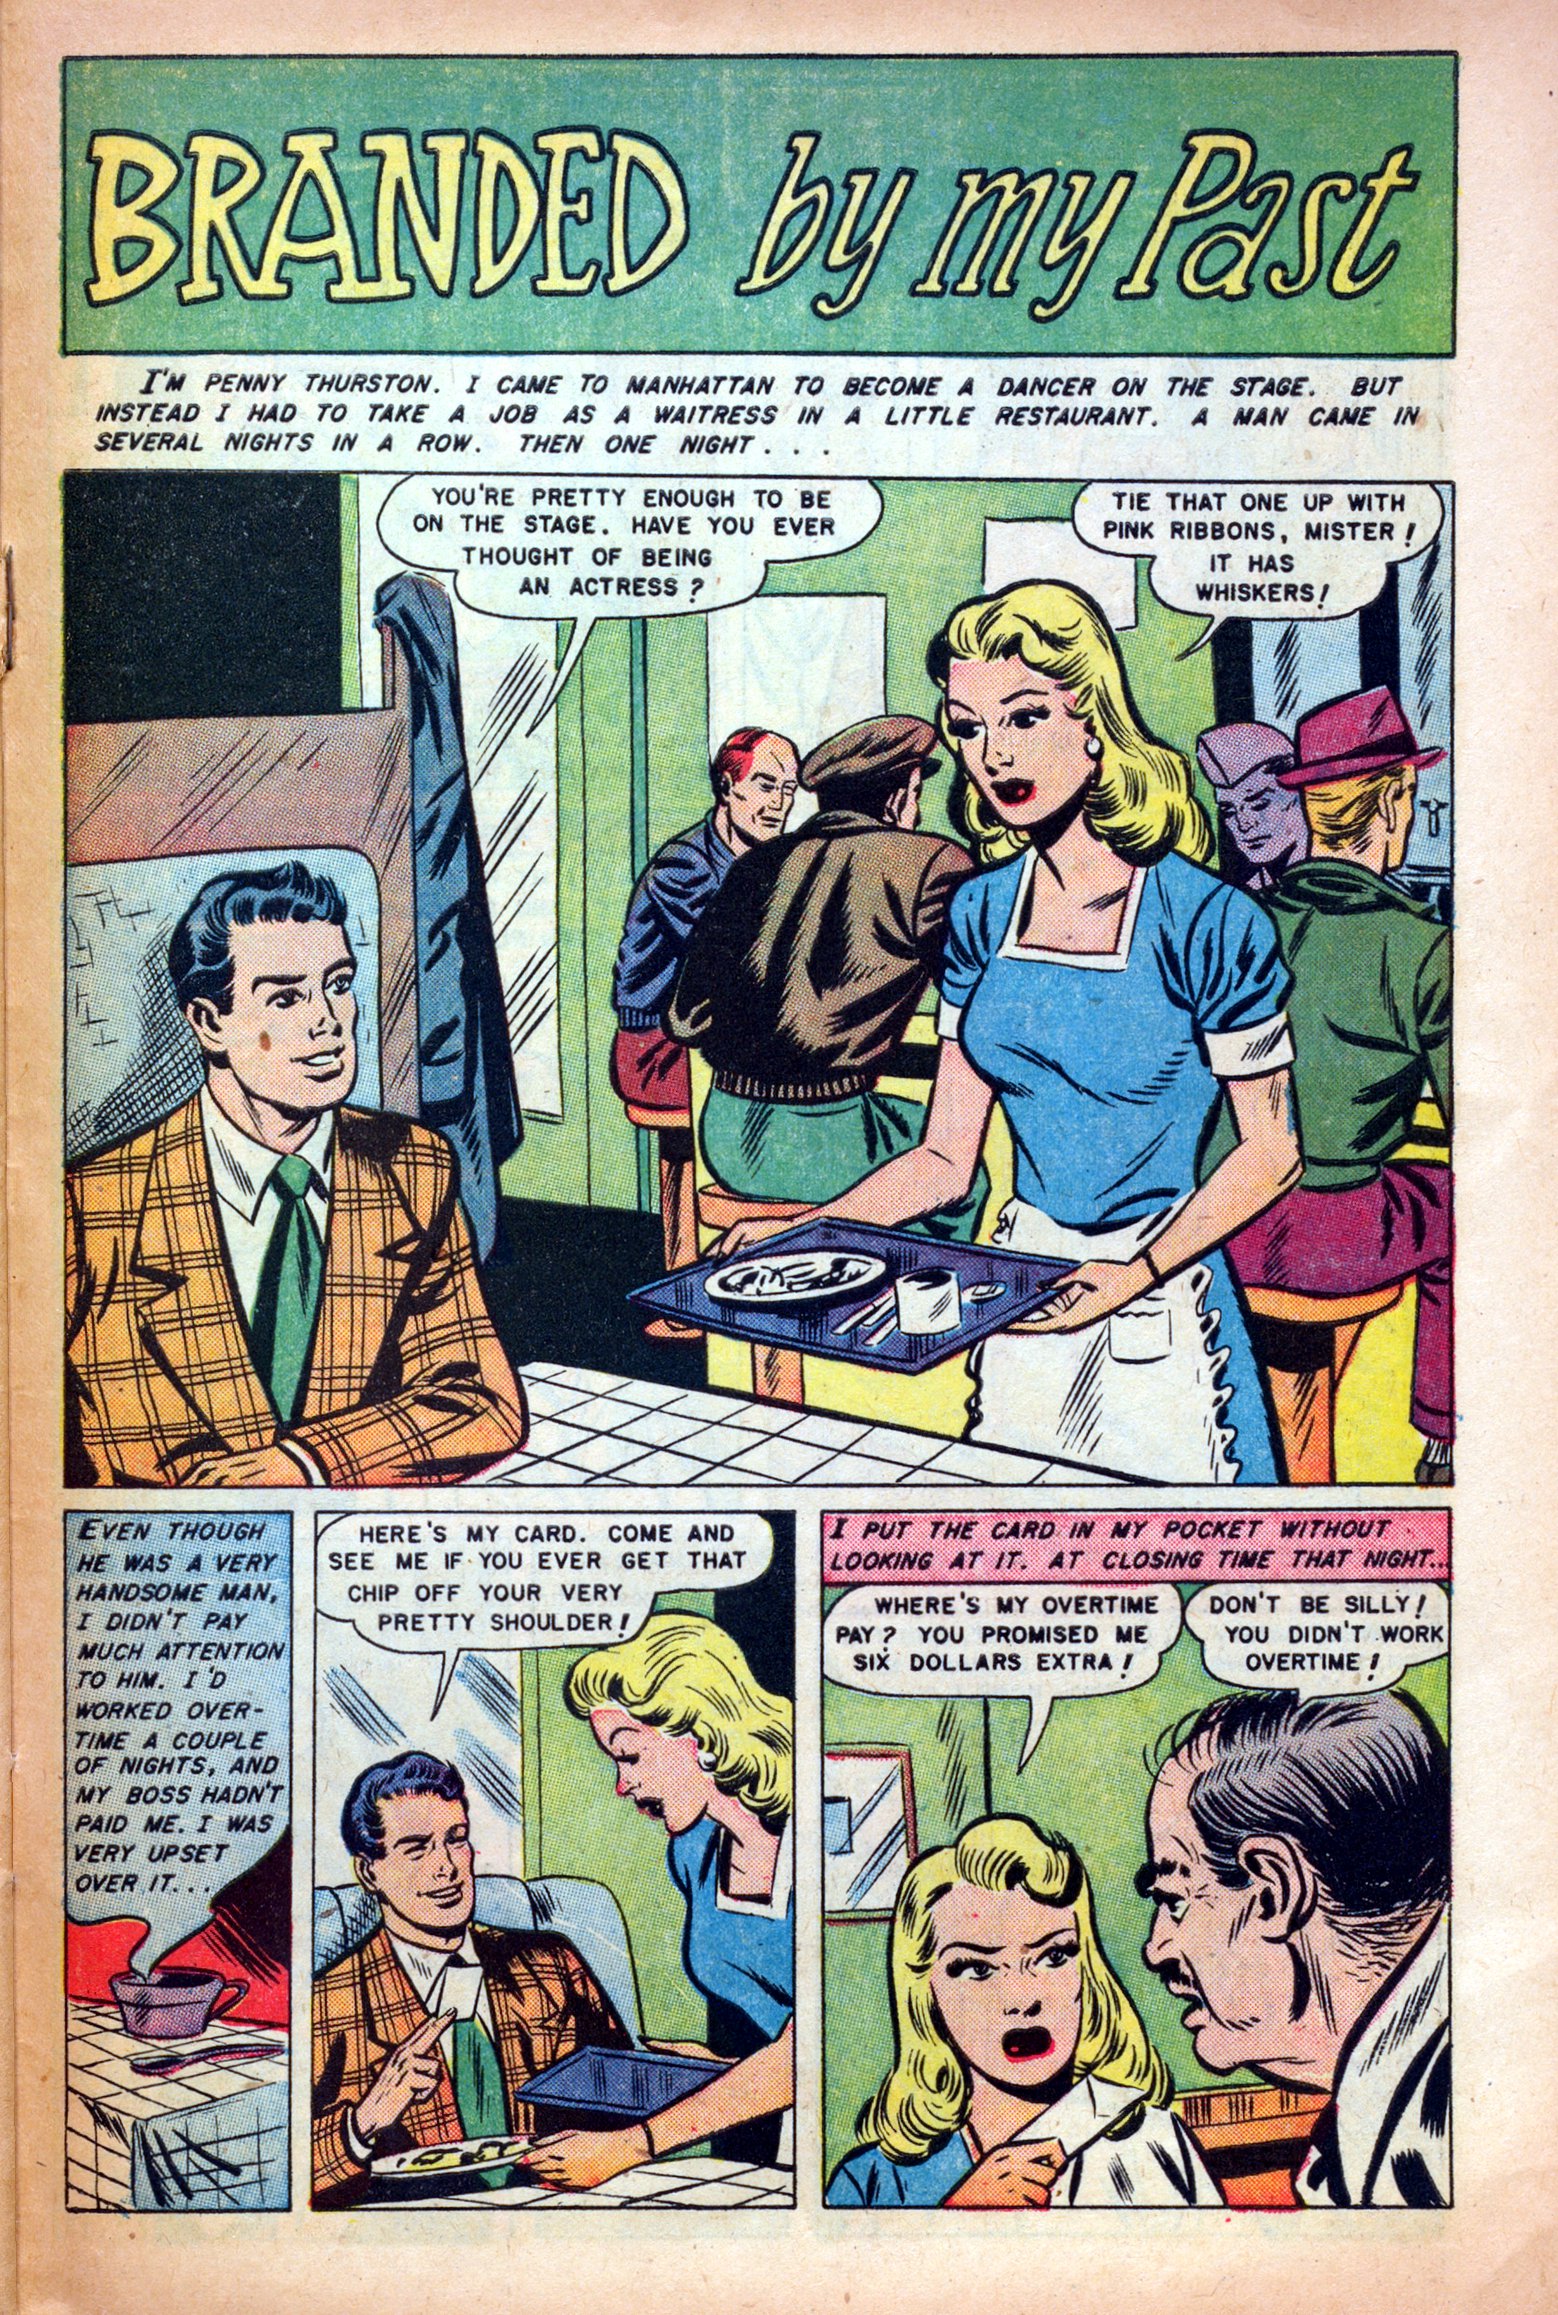 BRANDED by my Past
I'M PENNY THURSTON. I CAME TO MANHATTAN TO BECOME A DANCER ON THE STAGE. BUT
INSTEAD I HAD TO TAKE A JOB AS A WAITRESS IN A LITTLE RESTAURANT. A MAN CAME IN
SEVERAL NIGHTS IN A ROW. THEN ONE NIGHT . . .
YOU'RE PRETTY ENOUGH TO BE
ON THE STAGE. HAVE YOU EVER
THOUGHT OF BEING
AN ACTRESS?
TIE THAT ONE UP WITH
PINK RIBBONS, MISTER!
IT HAS
WHISKERS!
EVEN THOUGH
HE WAS A VERY
HANDSOME MAN,
I DIDN'T PAY
MUCH ATTENTION
TO HIM. I'D
WORKED OVER-
TIME A COUPLE
OF NIGHTS, AND
MY BOSS HADN'T
PAID ME. I WAS
VERY UPSET
OVER IT...
HERE'S MY CARD. COME AND
SEE ME IF YOU EVER GET THAT
CHIP OFF YOUR VERY
PRETTY SHOULDER!
I PUT THE CARD IN MY POCKET WITHOUT
LOOKING AT IT. AT CLOSING TIME THAT NIGHT...
WHERE'S MY OVERTIME
PAY? YOU PROMISED ME
SIX DOLLARS EXTRA!
DON'T BE SILLY!
YOU DIDN'T WORK
OVERTIME!